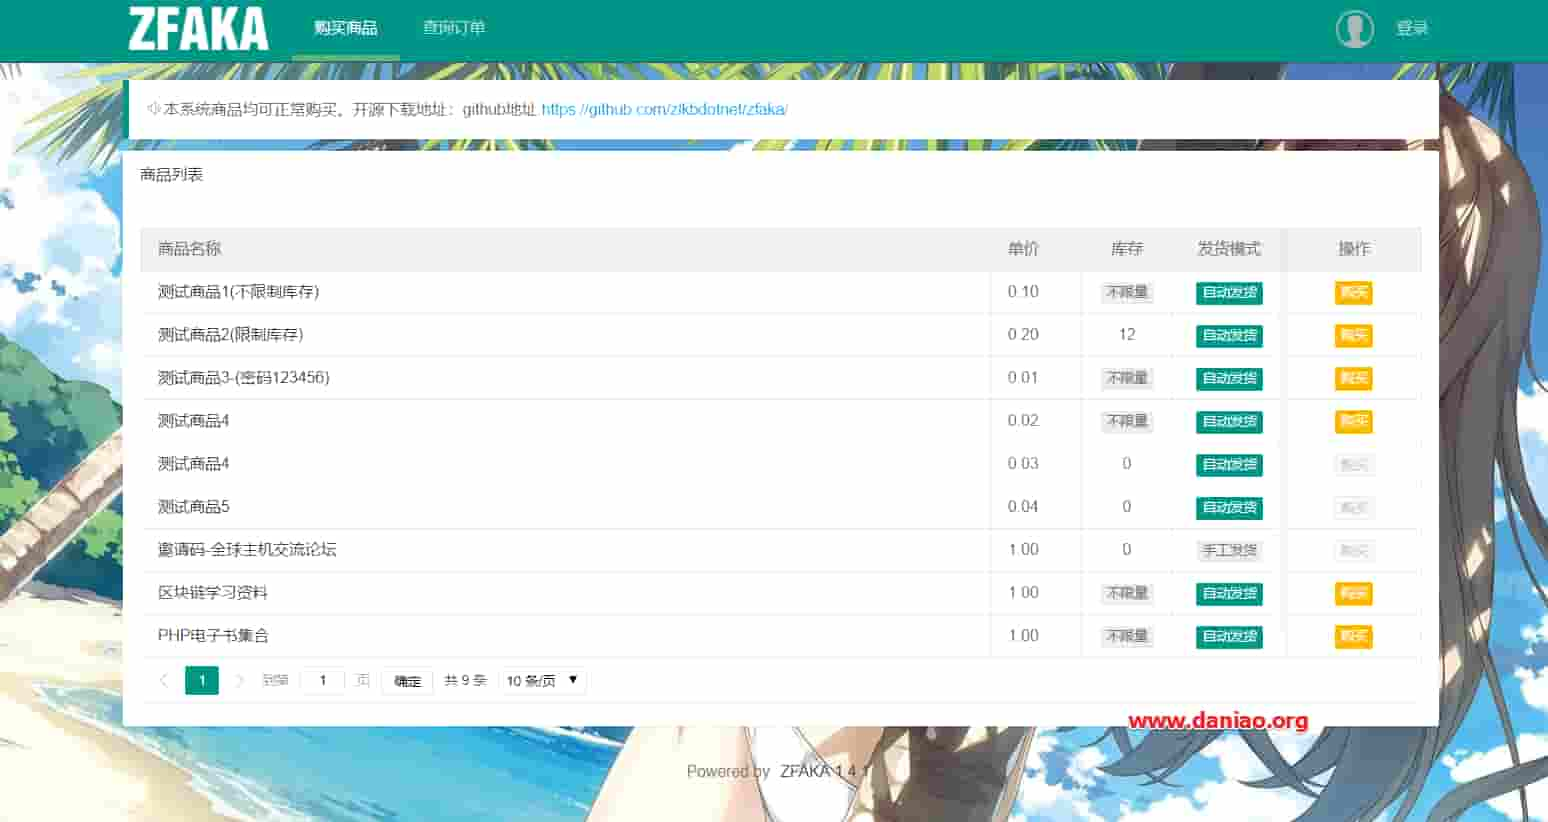 ZFAKA 购买商品 查询订单 登录
本系统商品均可正常购买。开源下载地址：github地址 https://github.com/zlkbdotnet/zfaka/
商品列表
商品名称 单价 库存 发货模式 操作
测试商品1(不限制库存) 0.10 不限量 自动发货 购买
测试商品2(限制库存) 0.20 12 自动发货 购买
测试商品3-(密码123456) 0.01 不限量 自动发货 购买
测试商品4 0.02 不限量 自动发货 购买
测试商品4 0.03 0 自动发货 购买
测试商品5 0.04 0 自动发货 购买
邀请码-全球主机交流论坛 1.00 0 手工发货 购买
区块链学习资料 1.00 不限量 自动发货 购买
PHP电子书集合 1.00 不限量 自动发货 购买
1 到第 1 页 确定 共 9 条 10 条/页
www.daniao.org
Powered by ZFAKA 1.4.1